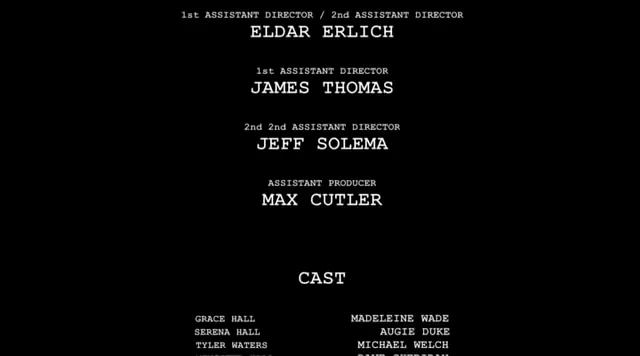 1st ASSISTANT DIRECTOR / 2nd ASSISTANT DIRECTOR
ELDAR ERLICH
1st ASSISTANT DIRECTOR
JAMES THOMAS
2nd 2nd ASSISTANT DIRECTOR
JEFF SOLEMA
ASSISTANT PRODUCER
MAX CUTLER
CAST
GRACE HALL MADELEINE WADE
SERENA HALL AUGIE DUKE
TYLER WATERS MICHAEL WELCH